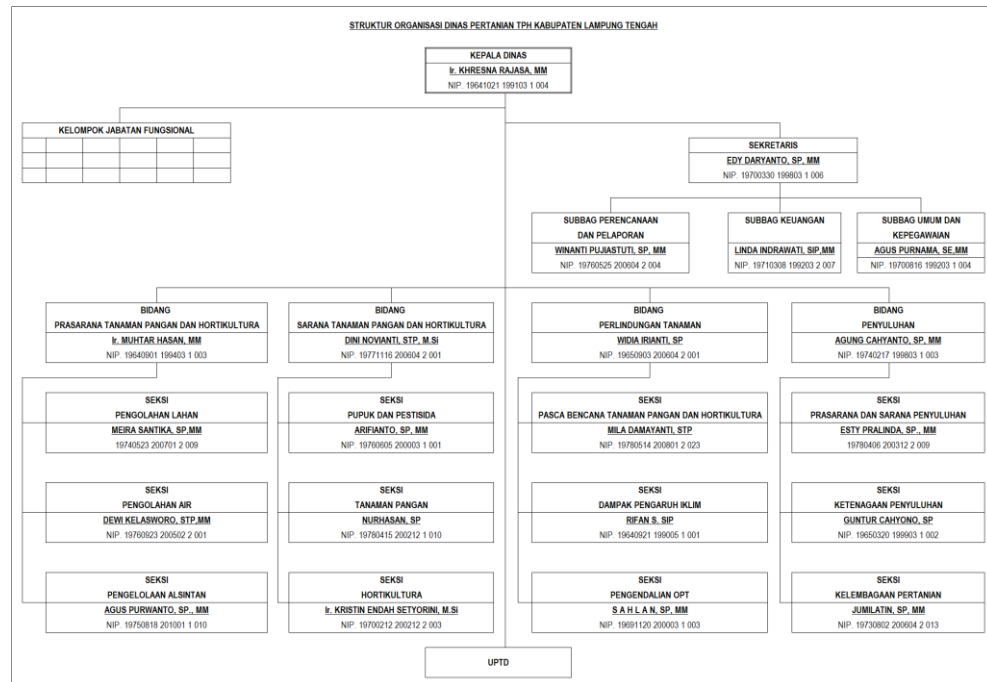 STRUKTUR ORGANISASI DINAS PERTANIAN TPH KABUPATEN LAMPUNG TENGAH
KEPALA DINAS
Ir. KHRESNA RAJASA, MM
NIP. 19641021 199103 1 004
KELOMPOK JABATAN FUNGSIONAL
SEKRETARIS
EDY DARYANTO, SP, MM
NIP. 19700330 199803 1 006
SUBBAG PERENCANAAN
DAN PELAPORAN
WINANTI PUJIASTUTI, SP, MM
NIP. 19760525 200604 2 004
SUBBAG KEUANGAN
LINDA INDRAWATI, SIP,MM
NIP. 19710308 199203 2 007
SUBBAG UMUM DAN
KEPEGAWAIAN
AGUS PURNAMA, SE,MM
NIP. 19700816 199203 1 004
BIDANG
PRASARANA TANAMAN PANGAN DAN HORTIKULTURA
Ir. MUHTAR HASAN, MM
NIP. 19640901 199403 1 003
BIDANG
SARANA TANAMAN PANGAN DAN HORTIKULTURA
DINI NOVIANTI, STP, M.Si
NIP. 19771116 200604 2 001
BIDANG
PERLINDUNGAN TANAMAN
WIDIA IRIANTI, SP
NIP. 19650903 200604 2 001
BIDANG
PENYULUHAN
AGUNG CAHYANTO, SP, MM
NIP. 19740217 199803 1 003
SEKSI
PENGOLAHAN LAHAN
MEIRA SANTIKA, SP,MM
19740523 200701 2 009
SEKSI
PUPUK DAN PESTISIDA
ARIFIANTO, SP, MM
NIP. 19760605 200003 1 001
SEKSI
PASCA BENCANA TANAMAN PANGAN DAN HORTIKULTURA
MILA DAMAYANTI, STP
NIP. 19780514 200801 2 023
SEKSI
PRASARANA DAN SARANA PENYULUHAN
ESTY PRALINDA, SP., MM
19780406 200312 2 009
SEKSI
PENGOLAHAN AIR
DEWI KELASWORO, STP,MM
NIP. 19760923 200502 2 001
SEKSI
TANAMAN PANGAN
NURHASAN, SP
NIP. 19780415 200212 1 010
SEKSI
DAMPAK PENGARUH IKLIM
RIFAN S. SIP
NIP. 19640921 199005 1 001
SEKSI
KETENAGAAN PENYULUHAN
GUNTUR CAHYONO, SP
NIP. 19650320 199903 1 002
SEKSI
PENGELOLAAN ALSINTAN
AGUS PURWANTO, SP., MM
NIP. 19750818 201001 1 010
SEKSI
HORTIKULTURA
Ir. KRISTIN ENDAH SETYORINI, M.Si
NIP. 19700212 200212 2 003
SEKSI
PENGENDALIAN OPT
S A H L A N, SP, MM
NIP. 19691120 200003 1 003
SEKSI
KELEMBAGAAN PERTANIAN
JUMILATIN, SP, MM
NIP. 19730802 200604 2 013
UPTD